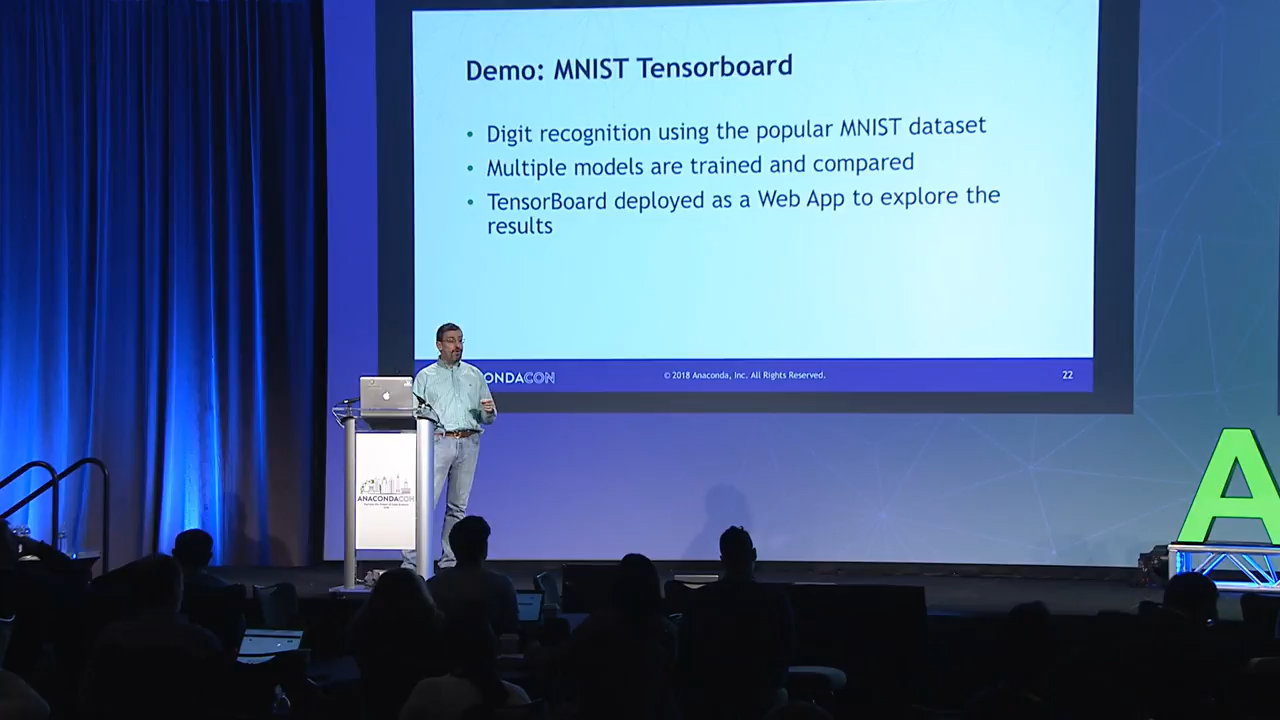 Demo: MNIST Tensorboard
• Digit recognition using the popular MNIST dataset
• Multiple models are trained and compared
• TensorBoard deployed as a Web App to explore the
results
ONDACON
© 2018 Anaconda, Inc. All Rights Reserved.
22
ANACONDACON
A